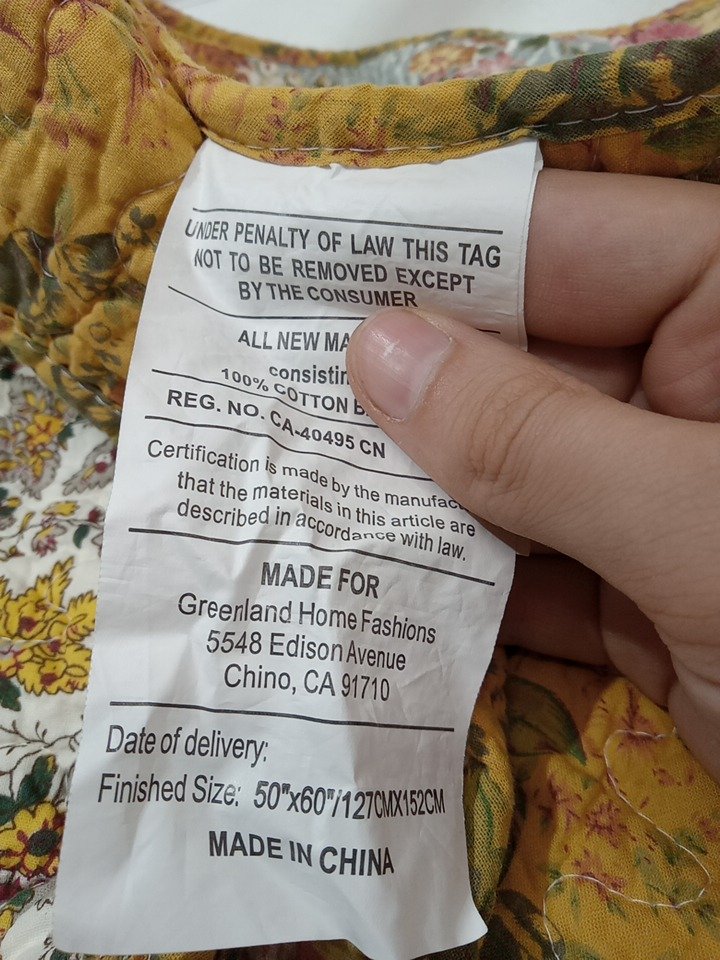 UNDER PENALTY OF LAW THIS TAG
NOT TO BE REMOVED EXCEPT
BY THE CONSUMER
ALL NEW
100% COTTON
REG. NO. CA-40495 CN
Certification is made by the
that the materials in this article are
described in accordance with law.
MADE FOR
Greenland Home Fashions
5548 Edison Avenue
Chino, CA 91710
Date of delivery:
Finished Size: 50"x60"/127CMX152CM
MADE IN CHINA